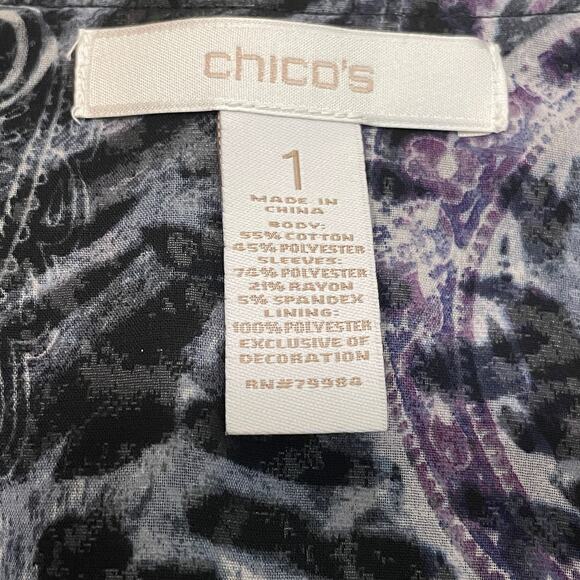 chico's
1
MADE IN
CHINA
BODY:
55% COTTON
45% POLYESTER
SLEEVES:
74% POLYESTER
21% RAYON
5% SPANDEX
LINING:
100% POLYESTER
EXCLUSIVE OF
DECORATION
RN#79984